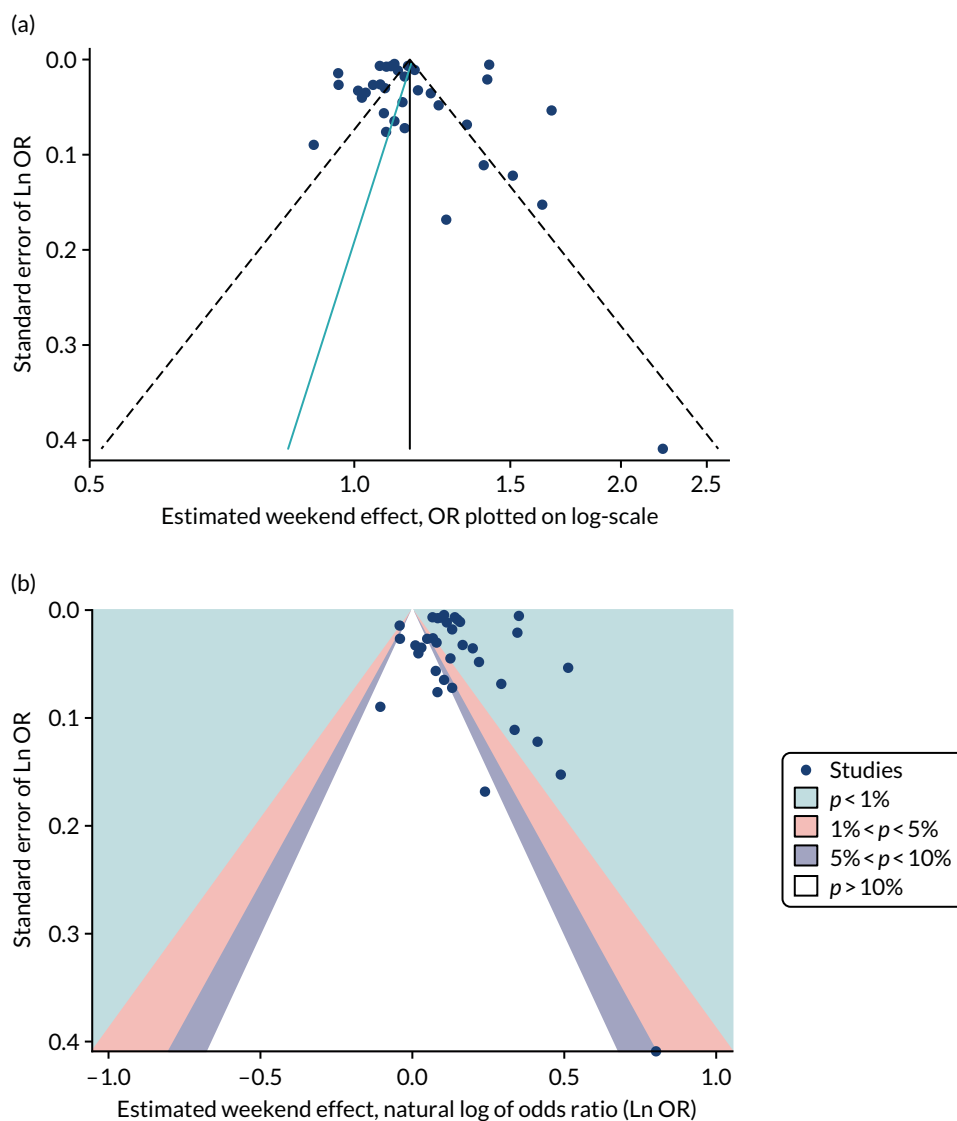 (a)
0.0
0.1
0.2
0.3
0.4
Standard error of Ln OR
0.5
1.0
1.5
2.0
2.5
Estimated weekend effect, OR plotted on log-scale
(b)
0.0
0.1
0.2
0.3
0.4
Standard error of Ln OR
−1.0
−0.5
0.0
0.5
1.0
Estimated weekend effect, natural log of odds ratio (Ln OR)
Studies
p < 1%
1% < p < 5%
5% < p < 10%
p > 10%